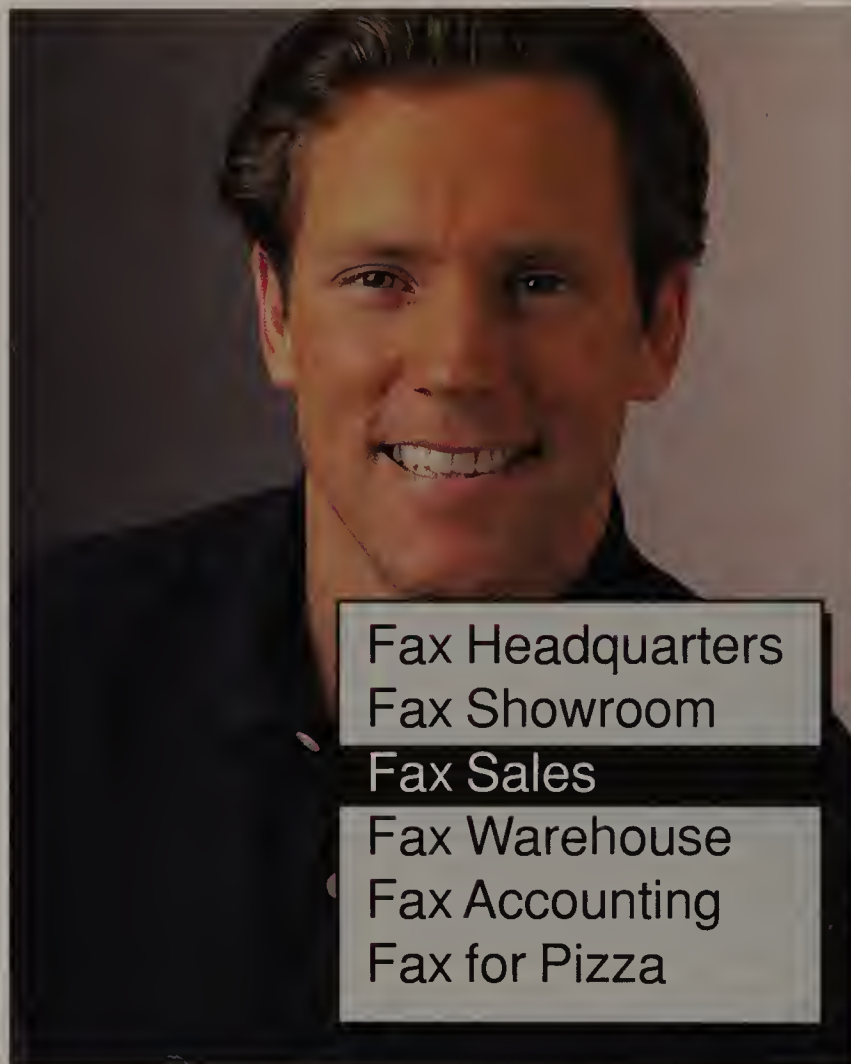 Fax Headquarters
Fax Showroom
Fax Sales
Fax Warehouse
Fax Accounting
Fax for Pizza